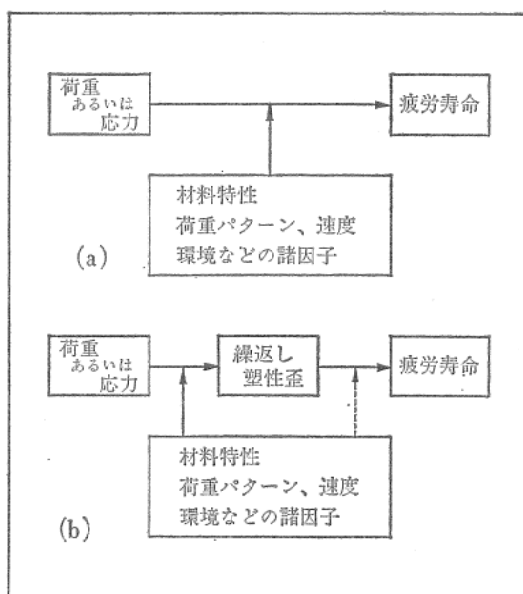 荷重
あるいは
応力
疲労寿命
材料特性
荷重パターン、速度
環境などの諸因子
(a)
荷重
あるいは
応力
繰返し
塑性歪
疲労寿命
材料特性
荷重パターン、速度
環境などの諸因子
(b)